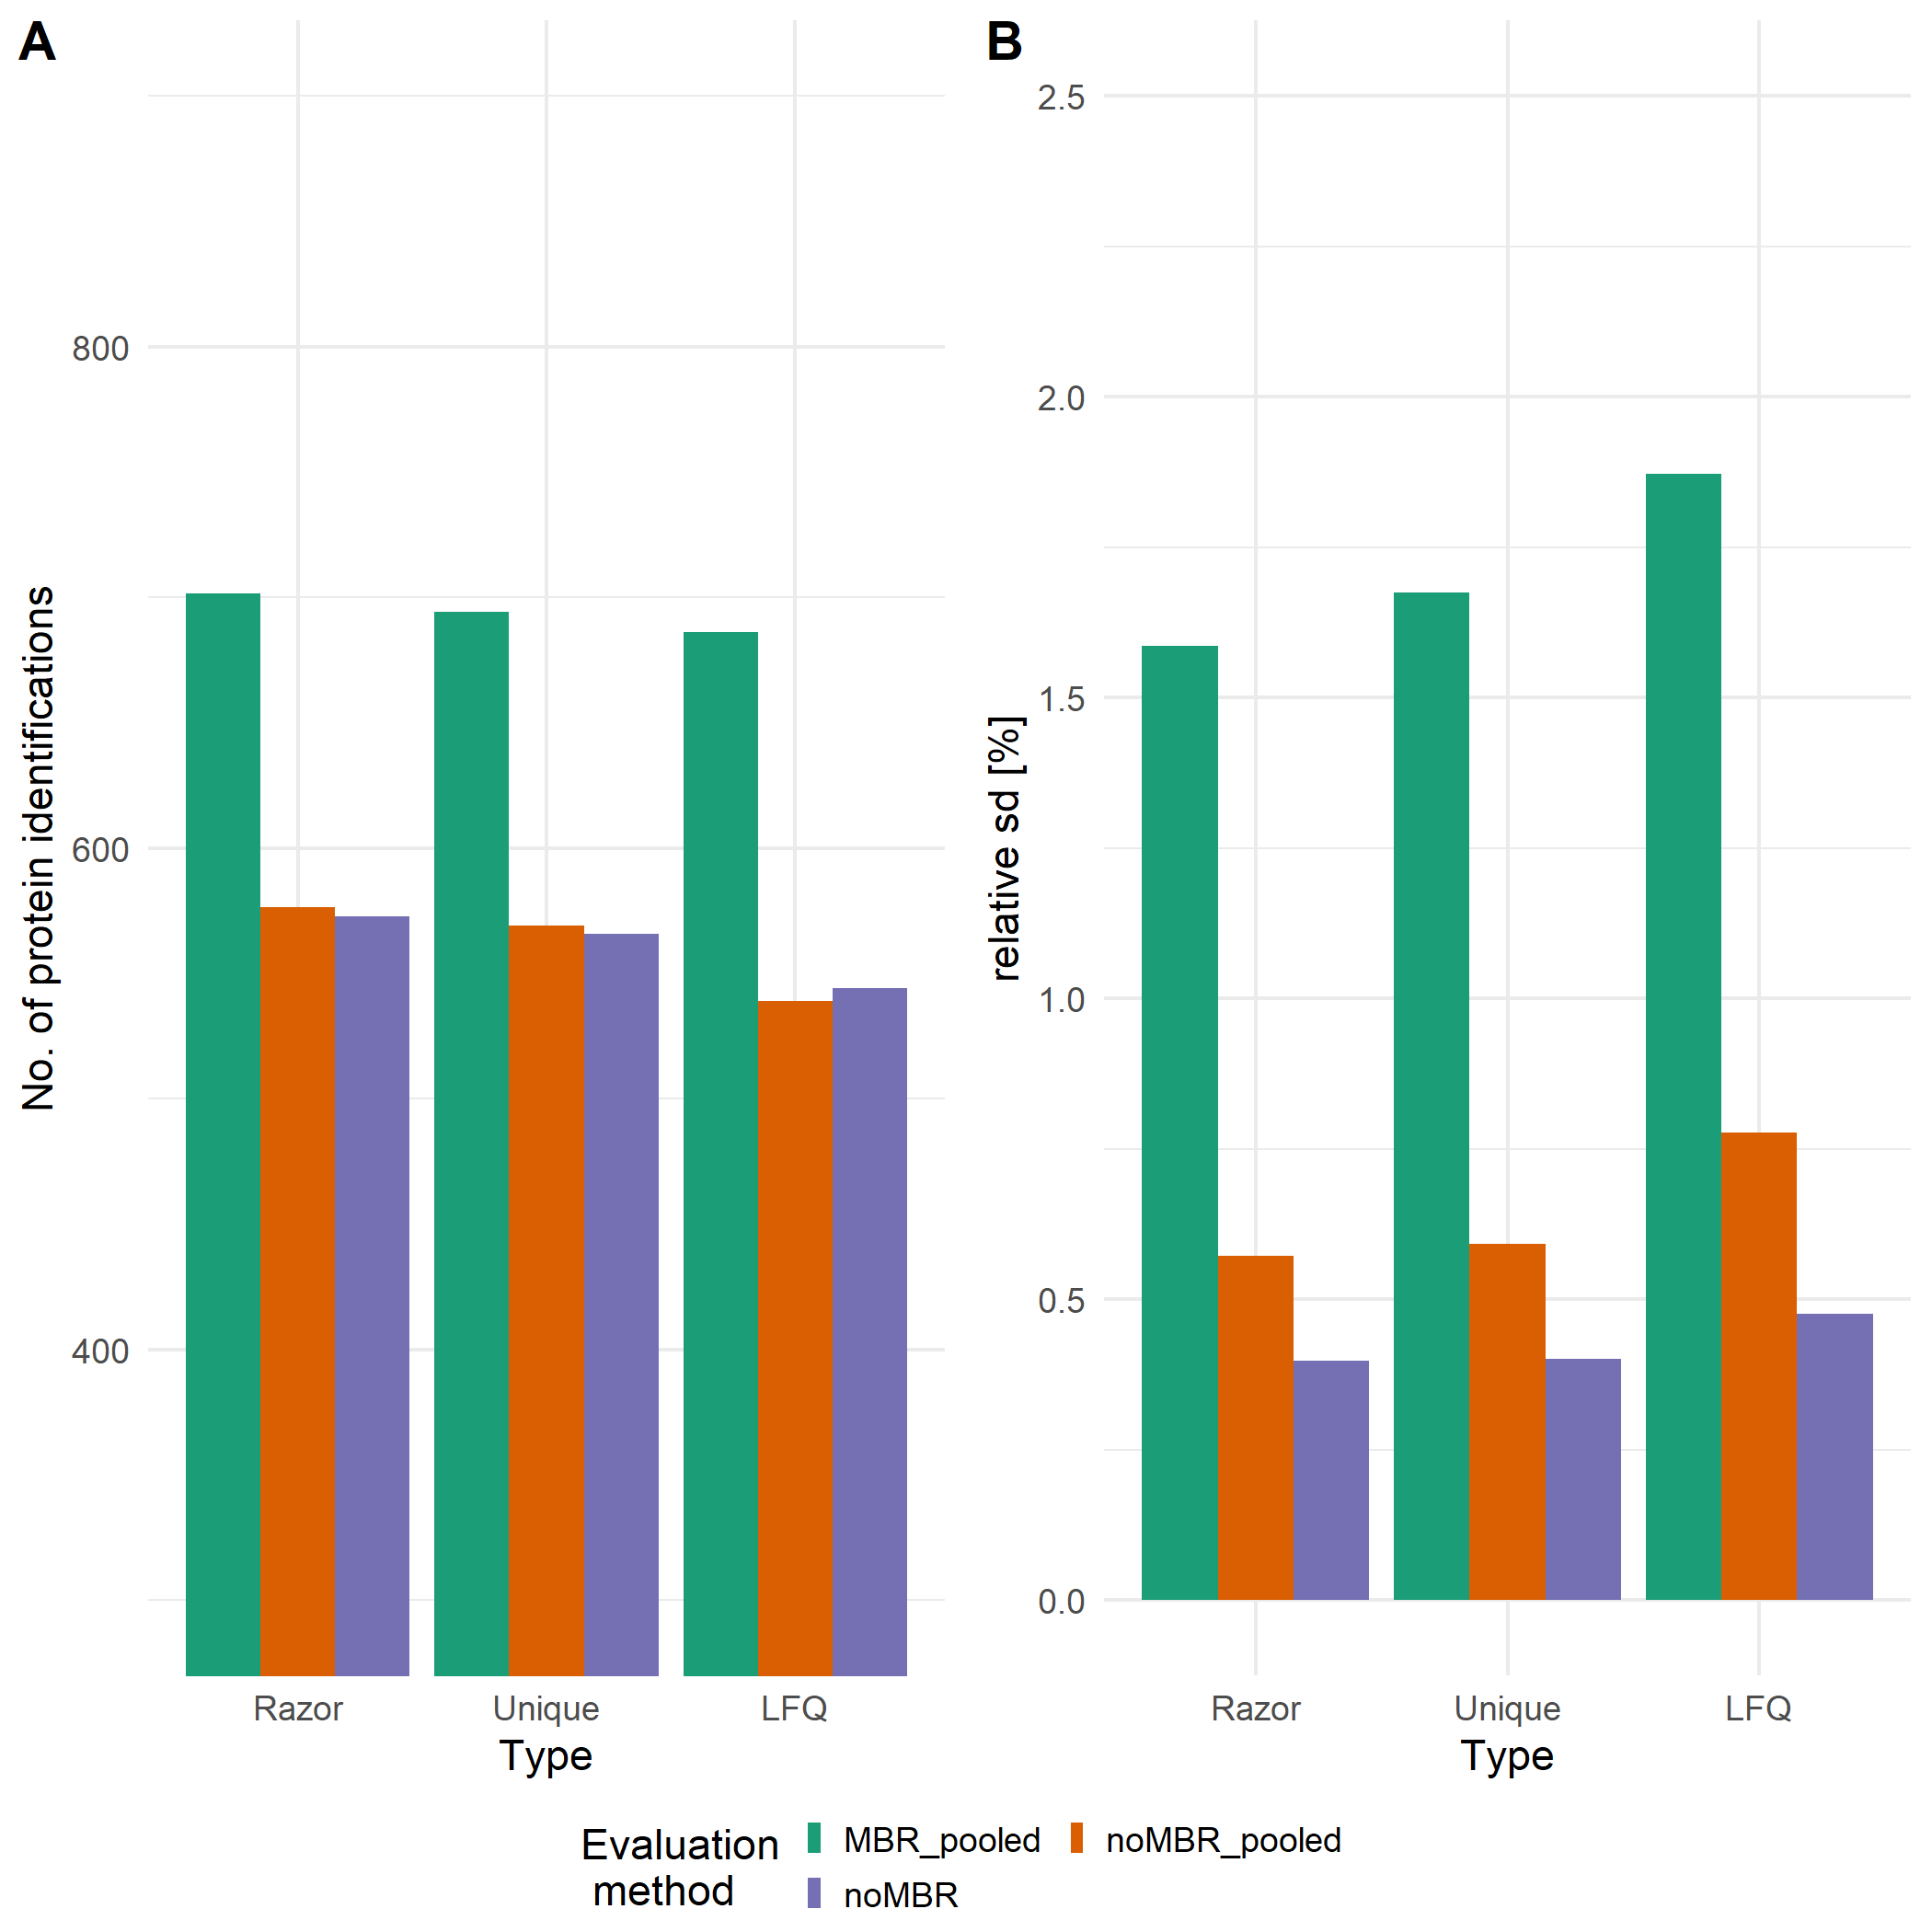 A
No. of protein identifications
800
600
400
Razor
Unique
LFQ
Type
B
relative sd [%]
2.5
2.0
1.5
1.0
0.5
0.0
Razor
Unique
LFQ
Type
Evaluation
method
MBR_pooled
noMBR_pooled
noMBR